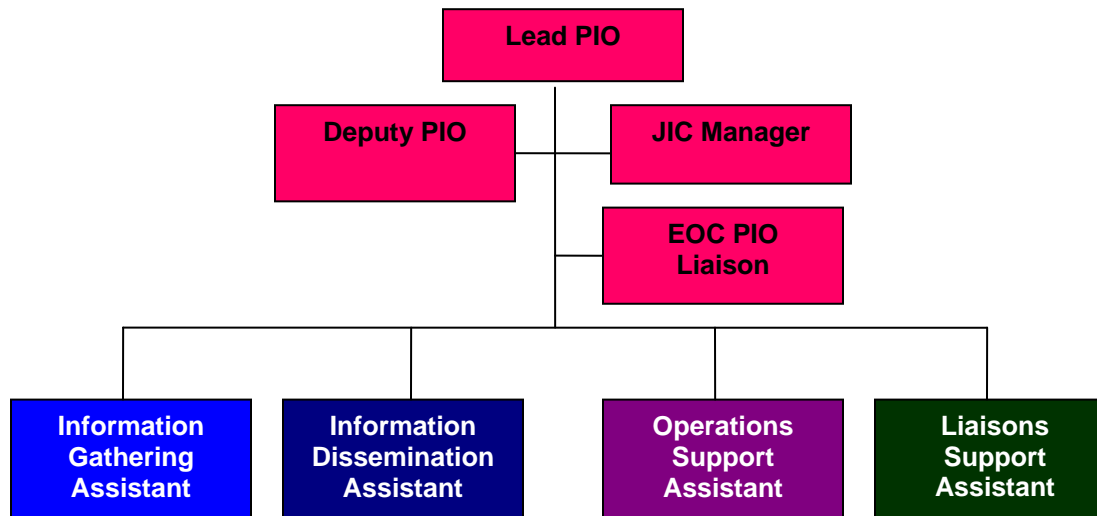 Lead PIO
Deputy PIO
JIC Manager
EOC PIO
Liaison
Information
Gathering
Assistant
Information
Dissemination
Assistant
Operations
Support
Assistant
Liaisons
Support
Assistant